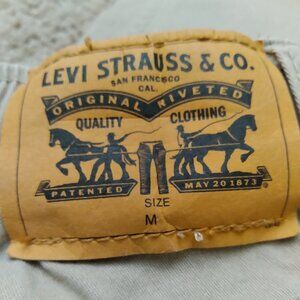 LEVI STRAUSS & CO.
SAN FRANCISCO
CAL.
ORIGINAL RIVETED
QUALITY CLOTHING
PATENTED MAY 20 1873
SIZE
M